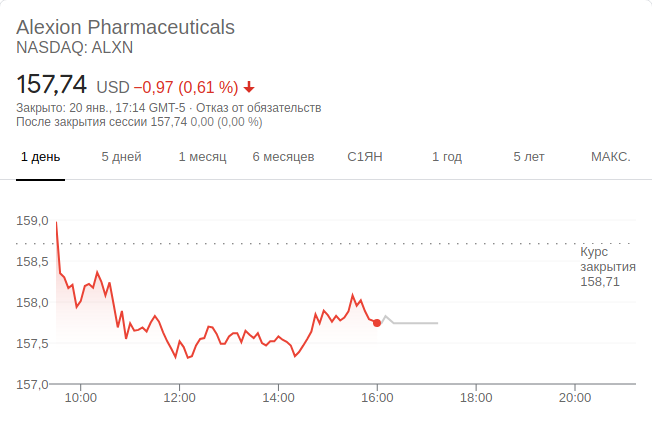 Alexion Pharmaceuticals
NASDAQ: ALXN
157,74 USD −0,97 (0,61 %)
Закрыто: 20 янв., 17:14 GMT-5 · Отказ от обязательств
После закрытия сессии 157,74 0,00 (0,00 %)
1 день 5 дней 1 месяц 6 месяцев С1ЯН 1 год 5 лет МАКС.
159,0
Курс
закрытия
158,5
158,71
158,0
157,5
157,0
10:00 12:00 14:00 16:00 18:00 20:00